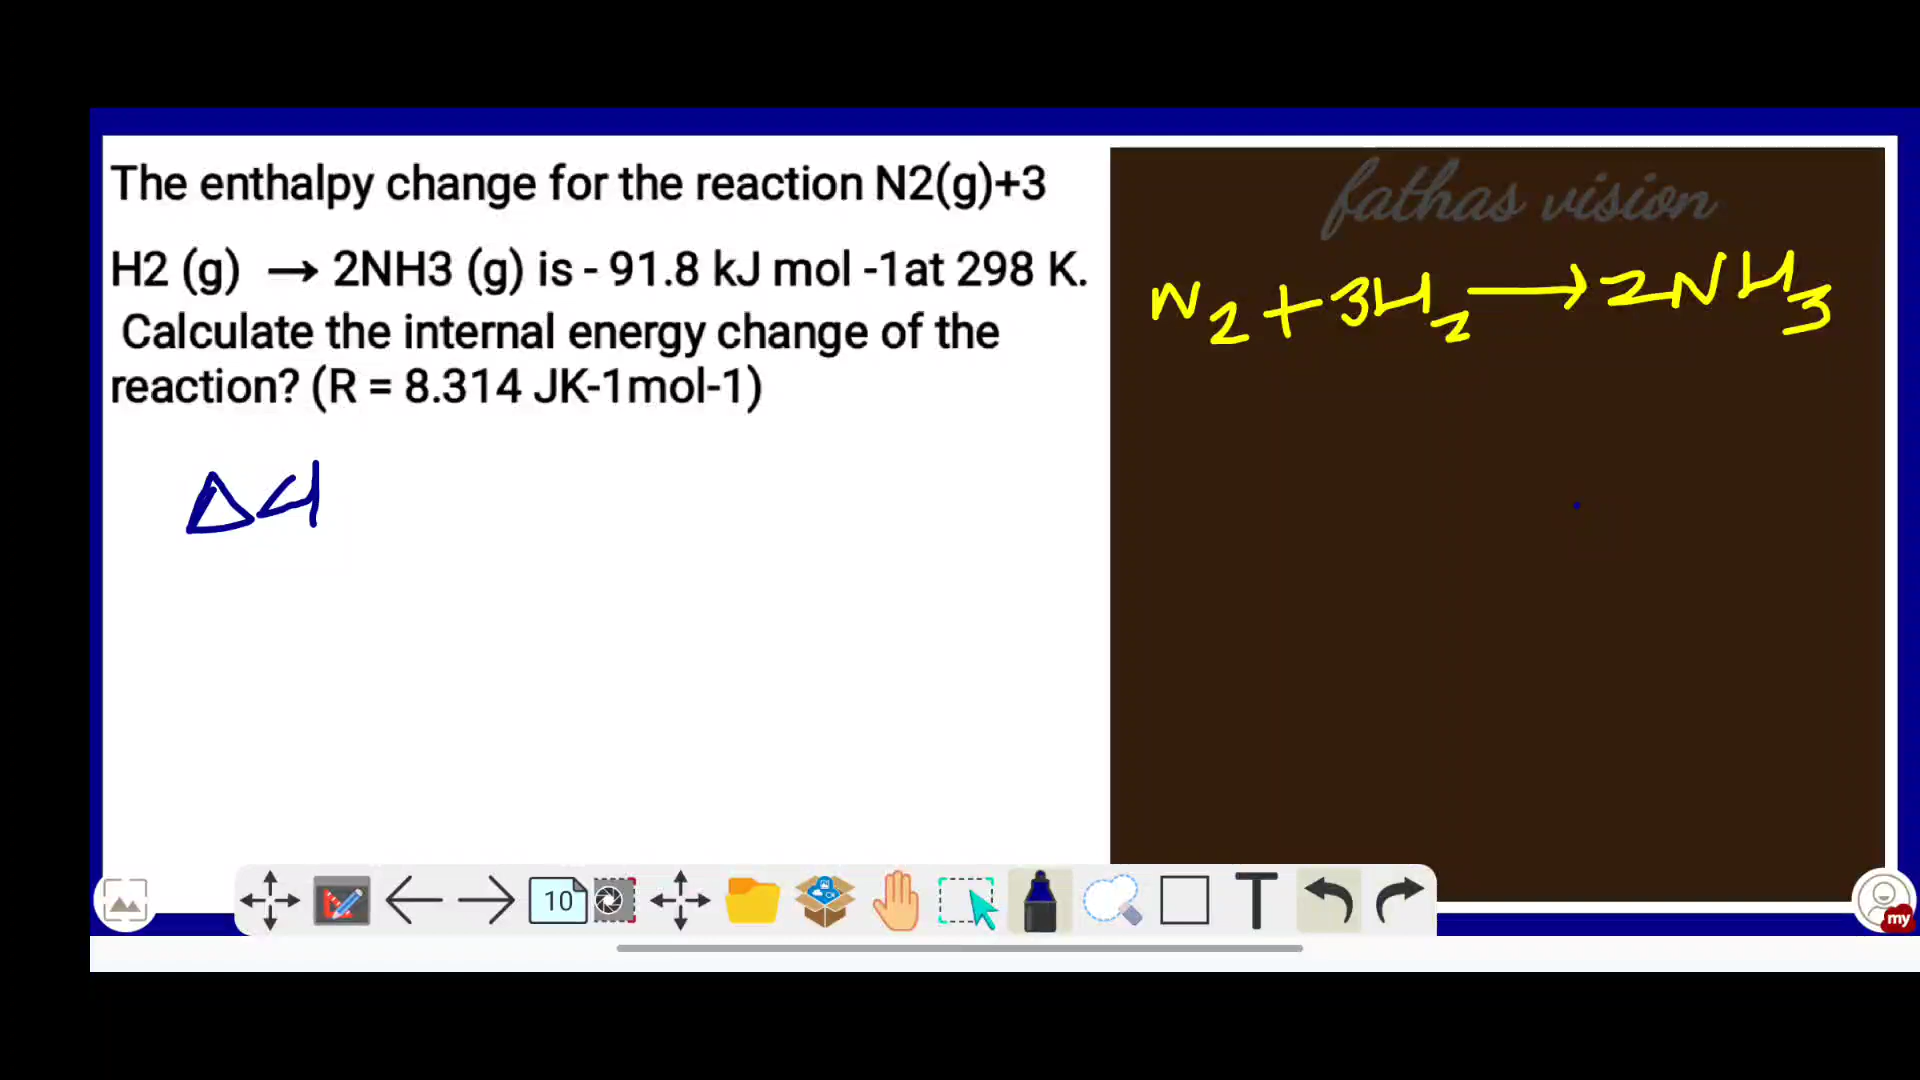 The enthalpy change for the reaction N2(g)+3
H2 (g) → 2NH3 (g) is - 91.8 kJ mol -1at 298 K.
Calculate the internal energy change of the
reaction? (R = 8.314 JK-1mol-1)
fathas vision
N2+3H2→2NH3
10
T
my